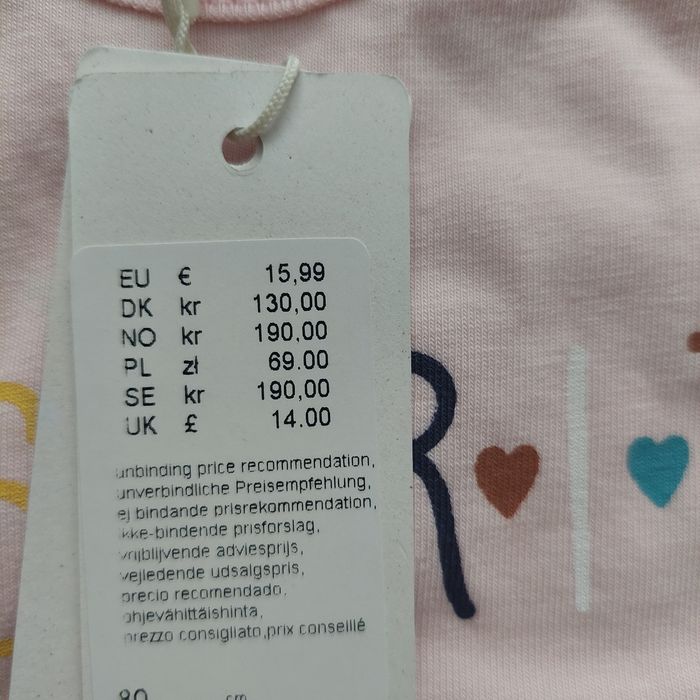 EU € 15,99
DK kr 130,00
NO kr 190,00
PL zł 69.00
SE kr 190,00
UK £ 14.00
unbinding price recommendation,
unverbindliche Preisempfehlung,
ej bindande prisrekommendation,
ikke-bindende prisforslag,
vrijblijvende adviesprijs,
vejledende udsalgspris,
precio recomendado,
ohjevähittäishinta,
prezzo consigliato,prix conseillé
80 cm
R I